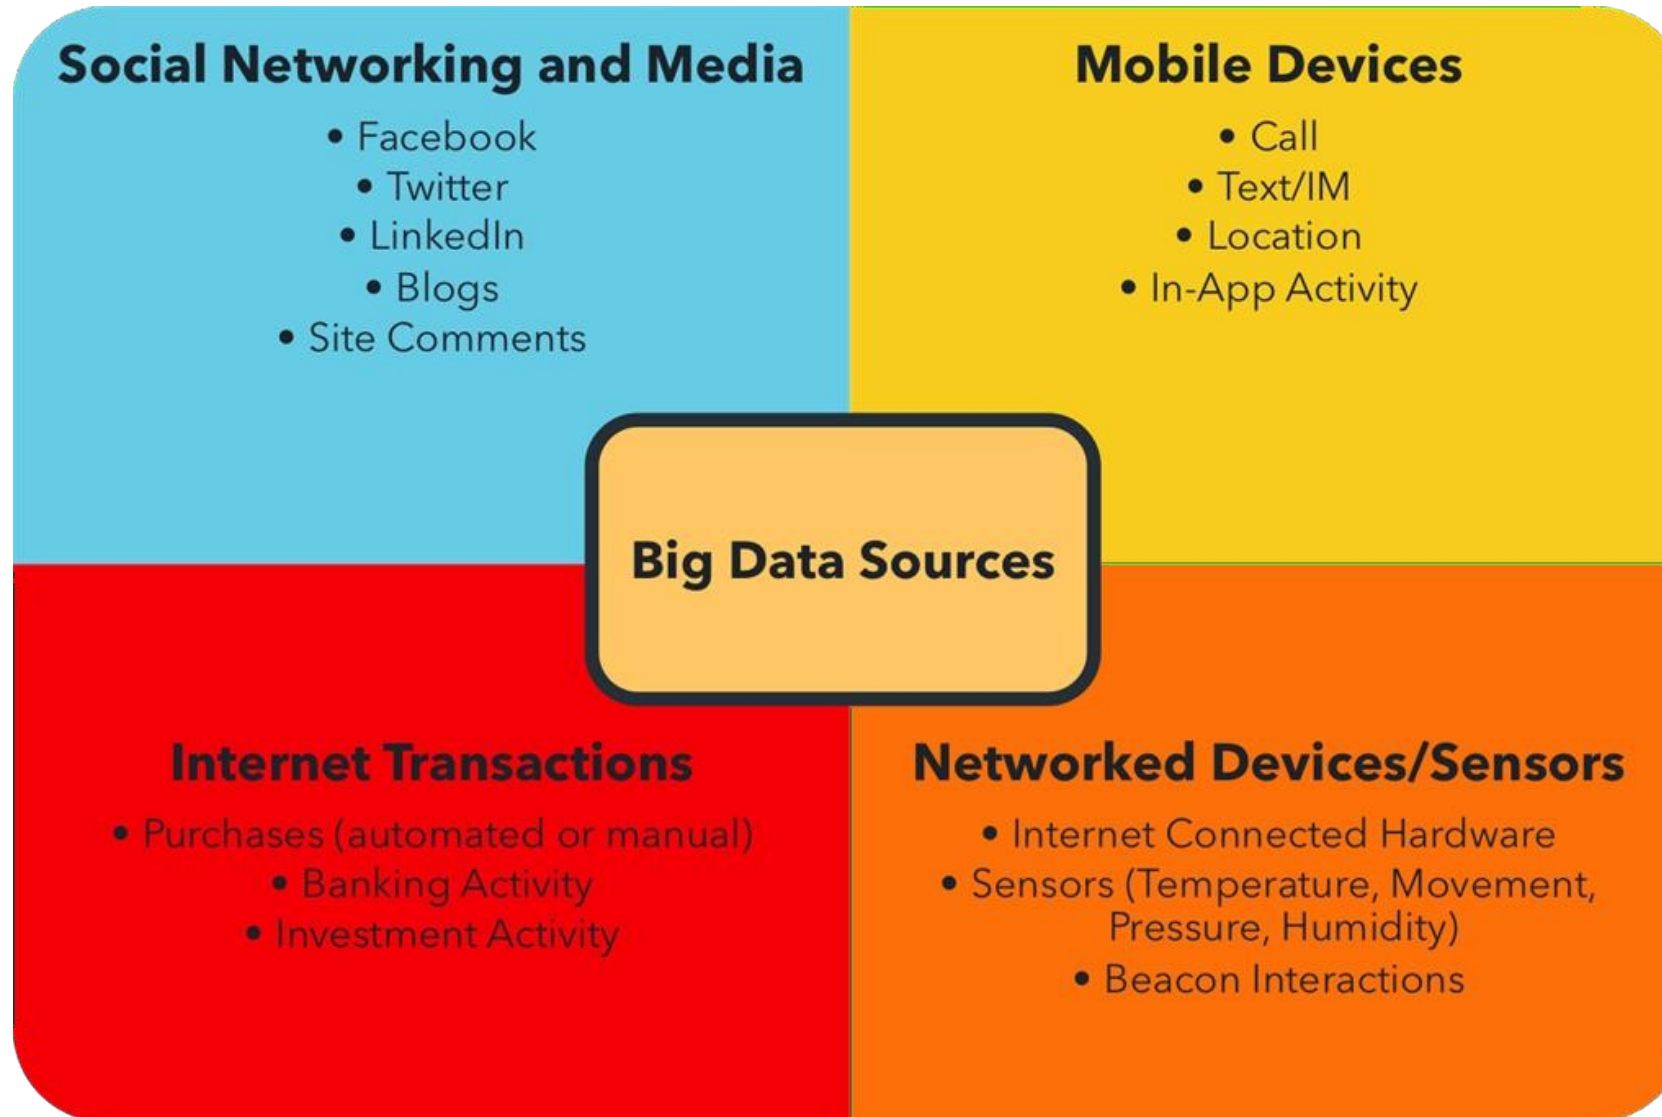 Social Networking and Media
• Facebook
• Twitter
• LinkedIn
• Blogs
• Site Comments
Mobile Devices
• Call
• Text/IM
• Location
• In-App Activity
Big Data Sources
Internet Transactions
• Purchases (automated or manual)
• Banking Activity
• Investment Activity
Networked Devices/Sensors
• Internet Connected Hardware
• Sensors (Temperature, Movement,
Pressure, Humidity)
• Beacon Interactions